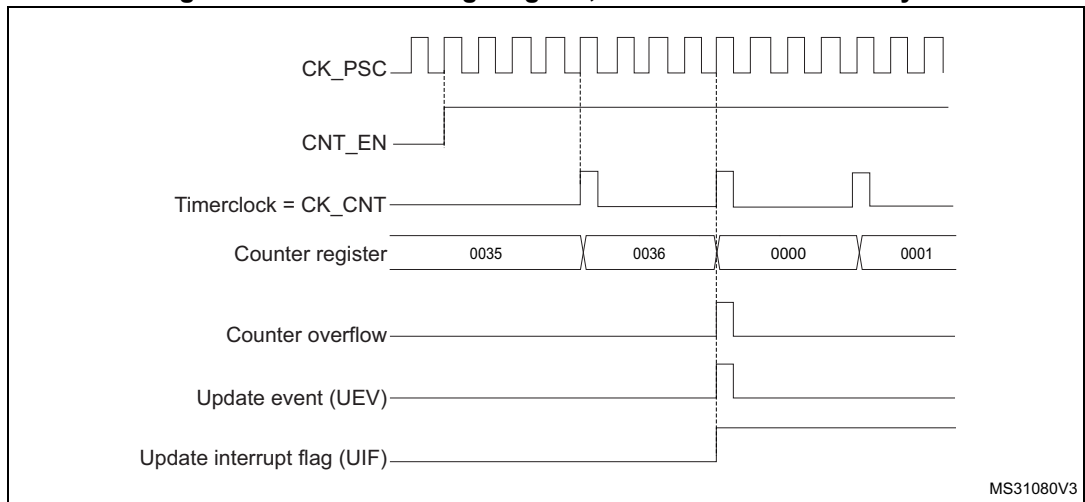 CK_PSC
CNT_EN
Timerclock = CK_CNT
Counter register
0035
0036
0000
0001
Counter overflow
Update event (UEV)
Update interrupt flag (UIF)
MS31080V3